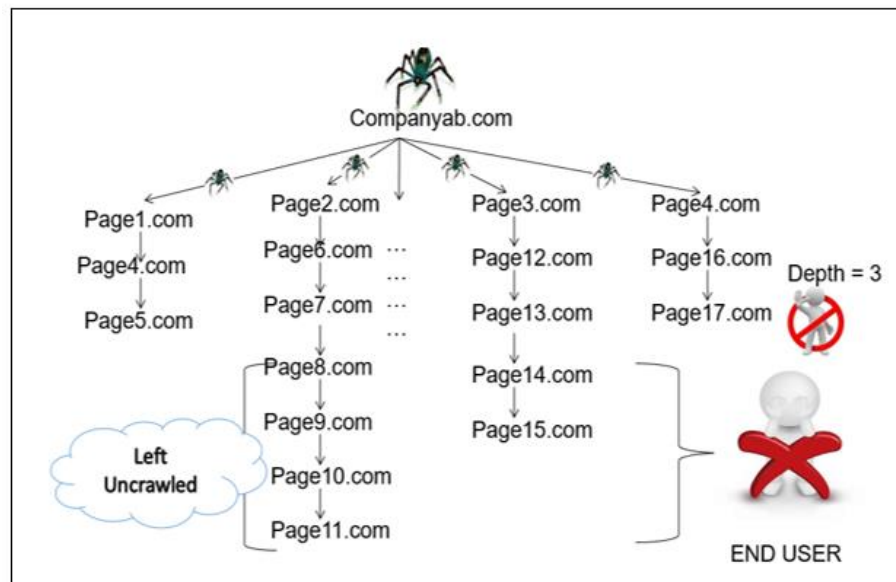 Companyab.com
Page1.com
Page2.com
Page3.com
Page4.com
Page4.com
Page6.com
...
Page12.com
Page16.com
...
Depth = 3
Page5.com
Page7.com
...
Page13.com
Page17.com
Page8.com
Page14.com
Page9.com
Page15.com
Left
Uncrawled
Page10.com
Page11.com
END USER